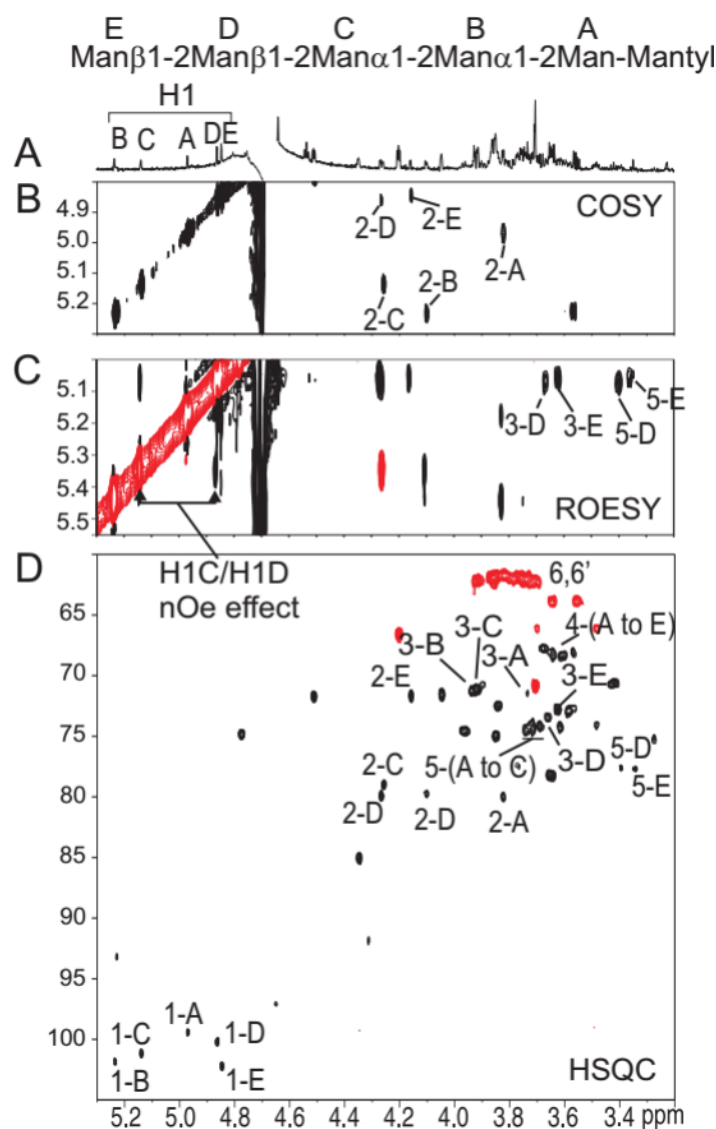 E D C B A
Manβ1-2Manβ1-2Manα1-2Manα1-2Man-Mantyl
H1
B C A D E
A
B
COSY
4.9
5.0
5.1
5.2
2-D
2-E
2-A
2-B
2-C
C
ROESY
5.1
5.2
5.3
5.4
5.5
3-D
3-E
5-D
5-E
H1C/H1D
nOe effect
D
6,6'
65
70
75
80
85
90
95
100
4-(A to E)
3-C
3-B
3-A
3-E
2-E
5-D
3-D
5-(A to C)
5-E
2-C
2-D
2-D
2-A
1-A
1-C
1-D
1-B
1-E
HSQC
5.2 5.0 4.8 4.6 4.4 4.2 4.0 3.8 3.6 3.4 ppm